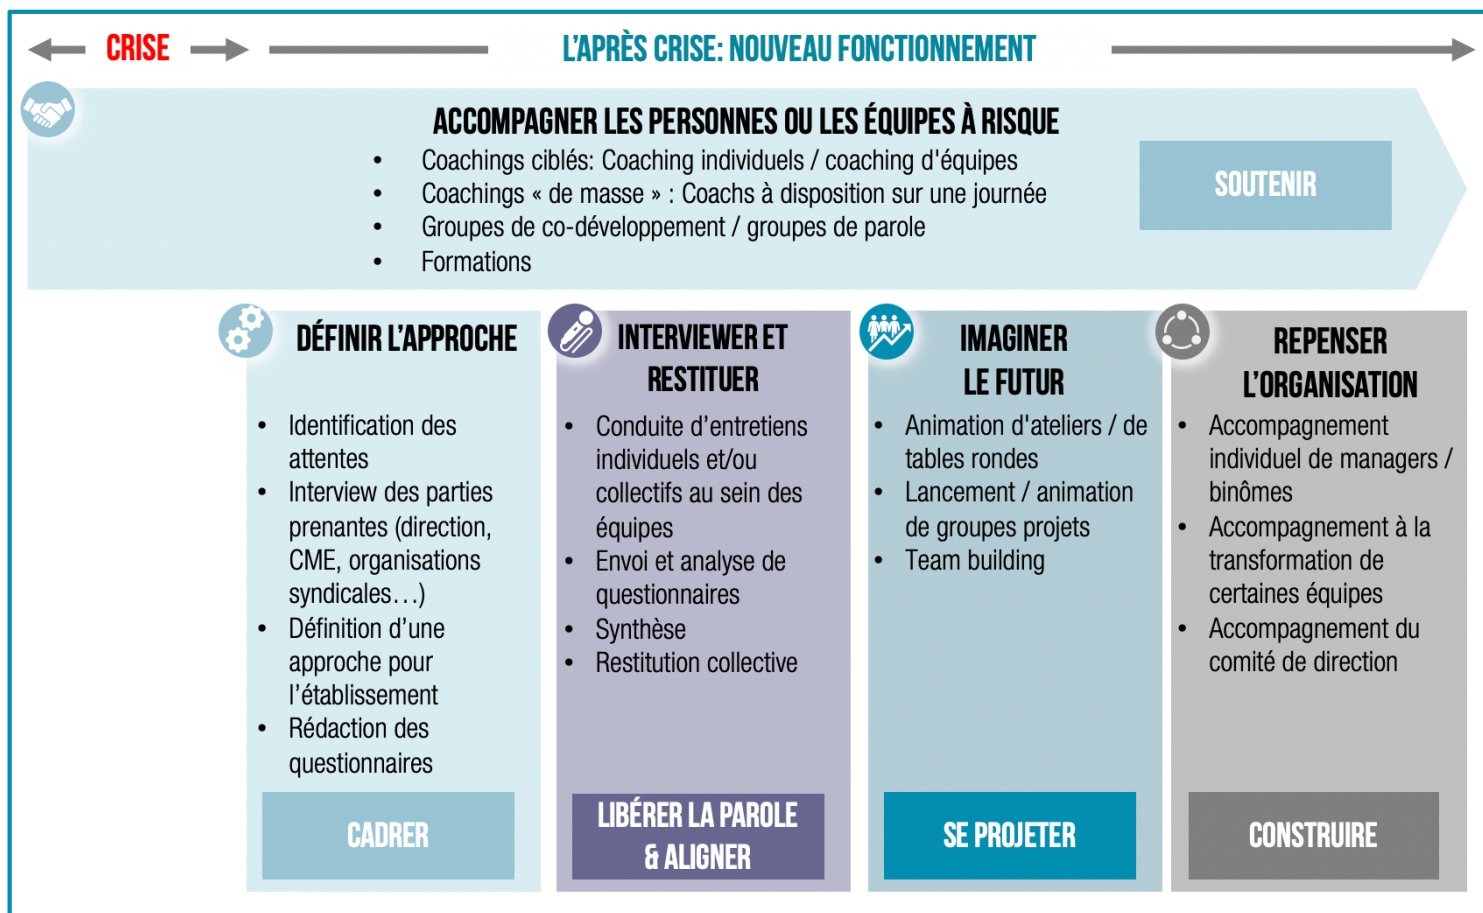 CRISE
L'APRÈS CRISE: NOUVEAU FONCTIONNEMENT
ACCOMPAGNER LES PERSONNES OU LES ÉQUIPES À RISQUE
• Coachings ciblés: Coaching individuels / coaching d'équipes
• Coachings « de masse » : Coachs à disposition sur une journée
• Groupes de co-développement / groupes de parole
• Formations
SOUTENIR
DÉFINIR L'APPROCHE
• Identification des
attentes
• Interview des parties
prenantes (direction,
CME, organisations
syndicales…)
• Définition d'une
approche pour
l'établissement
• Rédaction des
questionnaires
CADRER
INTERVIEWER ET
RESTITUER
• Conduite d'entretiens
individuels et/ou
collectifs au sein des
équipes
• Envoi et analyse de
questionnaires
• Synthèse
• Restitution collective
LIBÉRER LA PAROLE
& ALIGNER
IMAGINER
LE FUTUR
• Animation d'ateliers / de
tables rondes
• Lancement / animation
de groupes projets
• Team building
SE PROJETER
REPENSER
L'ORGANISATION
• Accompagnement
individuel de managers /
binômes
• Accompagnement à la
transformation de
certaines équipes
• Accompagnement du
comité de direction
CONSTRUIRE